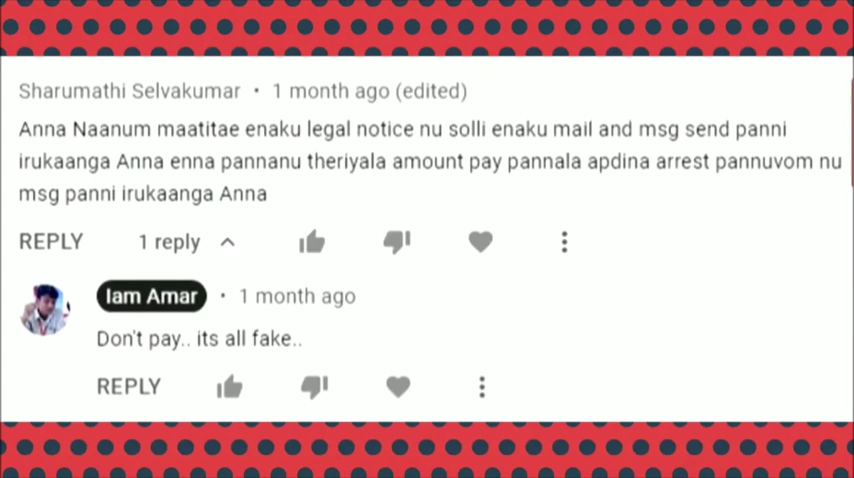 Sharumathi Selvakumar • 1 month ago (edited)
Anna Naanum maatitae enaku legal notice nu solli enaku mail and msg send panni
irukaanga Anna enna pannanu theriyala amount pay pannala apdina arrest pannuvom nu
msg panni irukaanga Anna
REPLY 1 reply
Iam Amar • 1 month ago
Don't pay.. its all fake..
REPLY